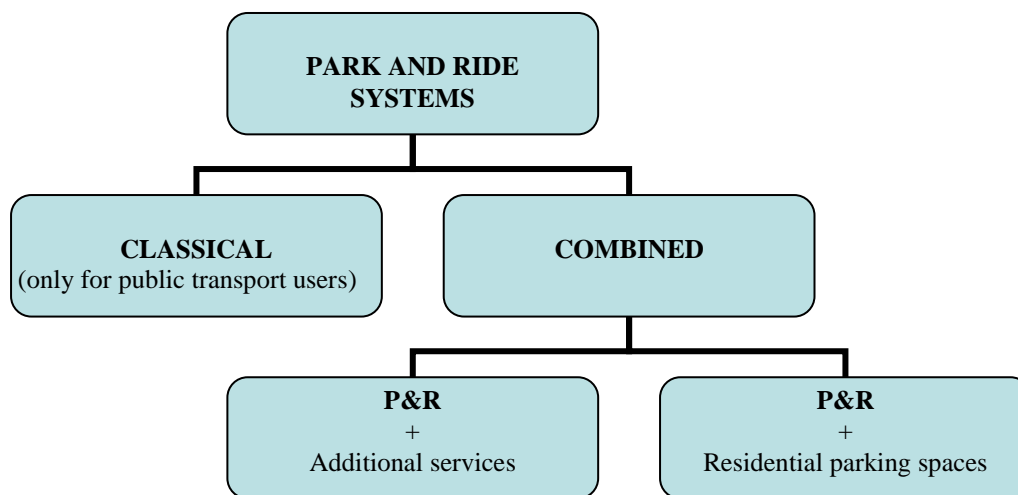 PARK AND RIDE
SYSTEMS
CLASSICAL
(only for public transport users)
COMBINED
P&R
+
Additional services
P&R
+
Residential parking spaces